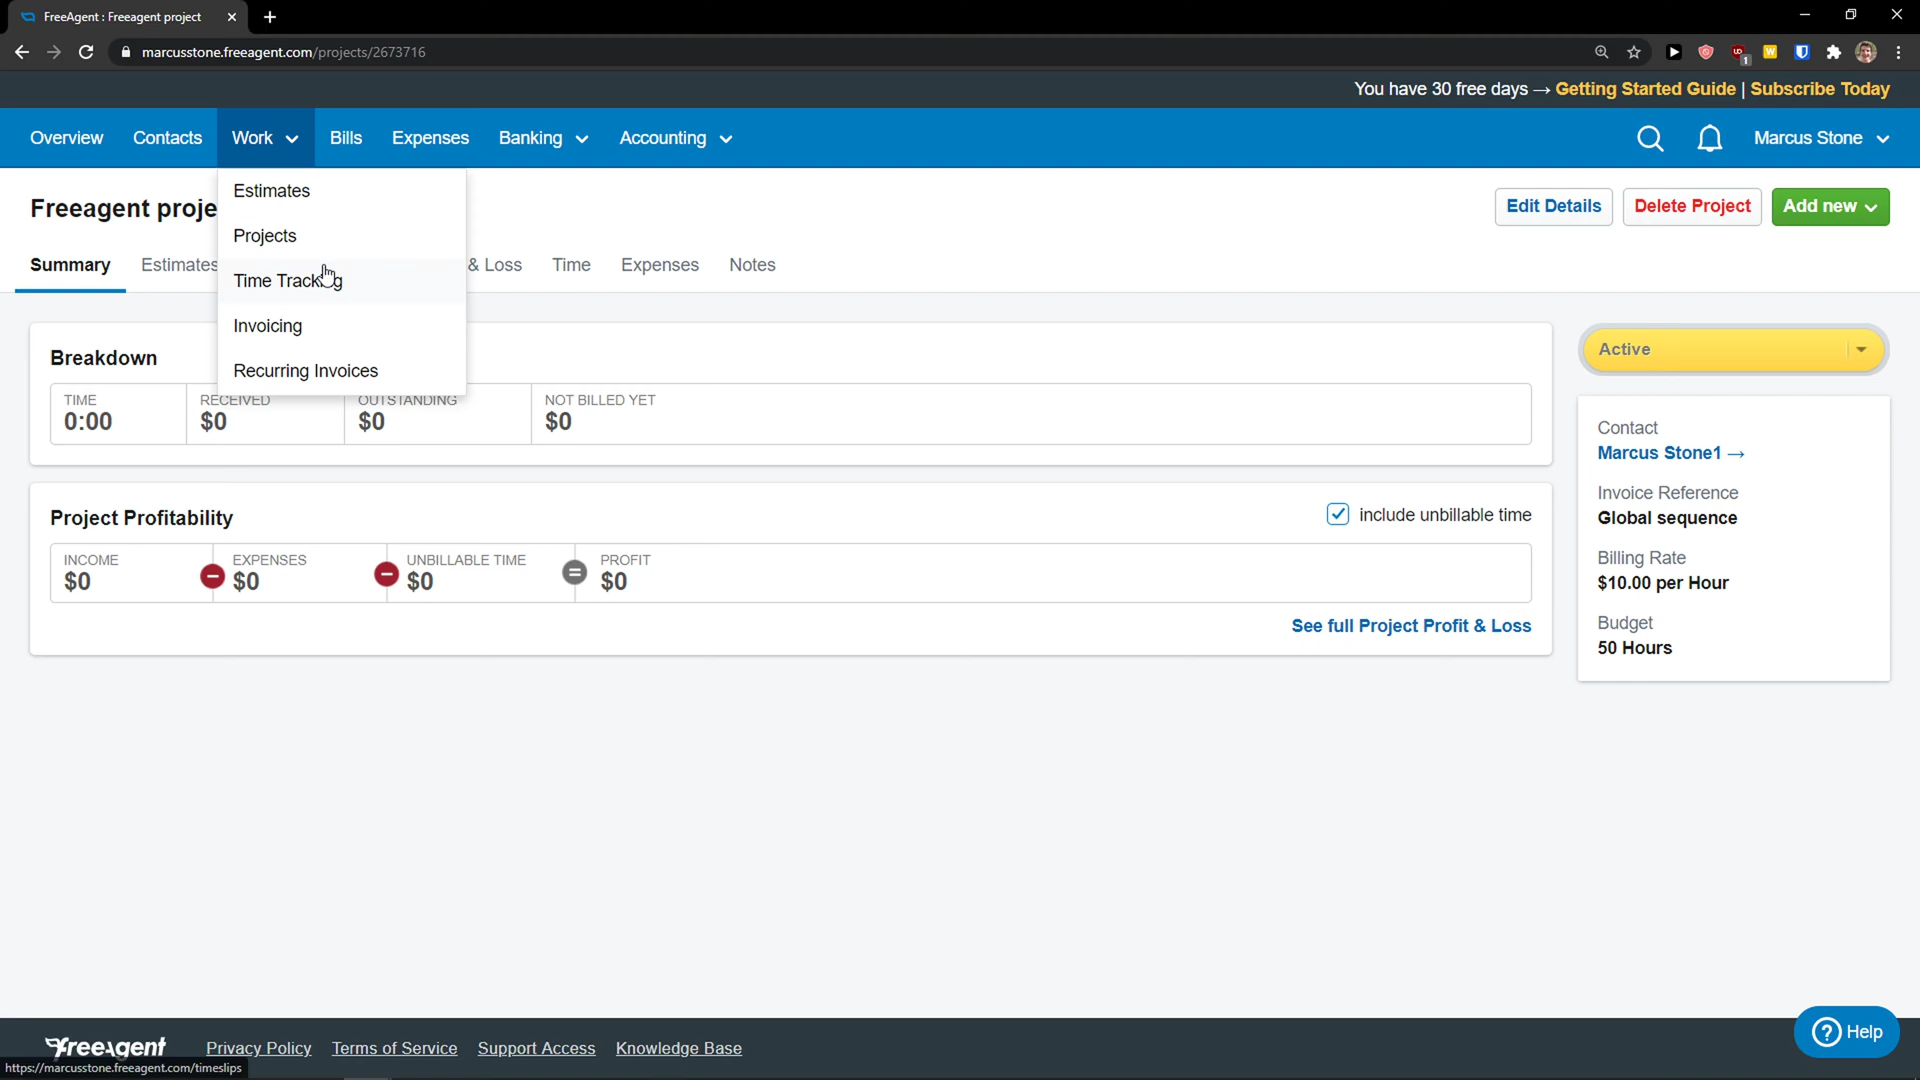 FreeAgent : Freeagent project
marcusstone.freeagent.com/projects/2673716
You have 30 free days → Getting Started Guide | Subscribe Today
Overview Contacts Work Bills Expenses Banking Accounting Marcus Stone
Estimates
Projects
Time Tracking
Invoicing
Recurring Invoices
Freeagent proje
Edit Details Delete Project Add new
Summary Estimates & Loss Time Expenses Notes
Breakdown
TIME RECEIVED OUTSTANDING NOT BILLED YET
0:00 $0 $0 $0
Project Profitability
include unbillable time
INCOME EXPENSES UNBILLABLE TIME PROFIT
$0 $0 $0 $0
See full Project Profit & Loss
Active
Contact
Marcus Stone1 →
Invoice Reference
Global sequence
Billing Rate
$10.00 per Hour
Budget
50 Hours
freeagent Privacy Policy Terms of Service Support Access Knowledge Base
Help
https://marcusstone.freeagent.com/timeslips